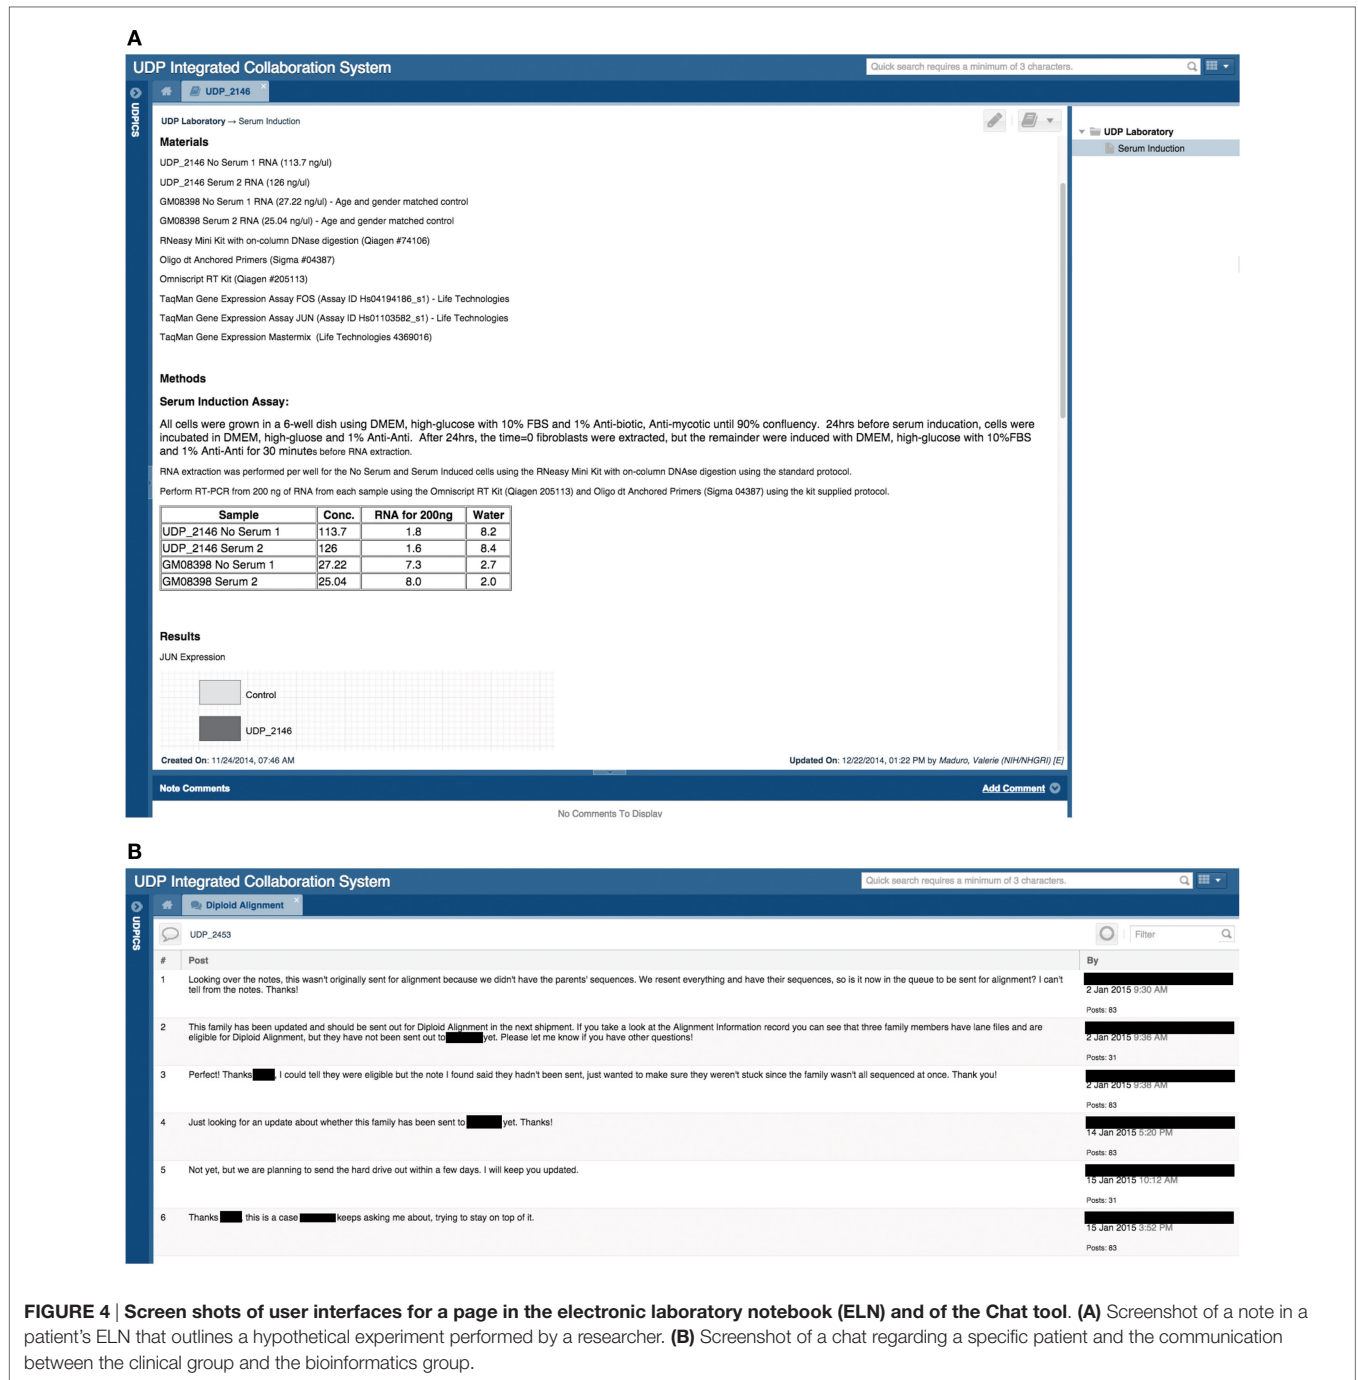 A
UDP Integrated Collaboration System
Quick search requires a minimum of 3 characters.
UDPICS
UDP_2146
UDP Laboratory → Serum Induction
UDP Laboratory
Serum Induction
Materials
UDP_2146 No Serum 1 RNA (113.7 ng/ul)
UDP_2146 Serum 2 RNA (126 ng/ul)
GM08398 No Serum 1 RNA (27.22 ng/ul) - Age and gender matched control
GM08398 Serum 2 RNA (25.04 ng/ul) - Age and gender matched control
RNeasy Mini Kit with on-column DNase digestion (Qiagen #74106)
Oligo dt Anchored Primers (Sigma #04387)
Omniscript RT Kit (Qiagen #205113)
TaqMan Gene Expression Assay FOS (Assay ID Hs04194186_s1) - Life Technologies
TaqMan Gene Expression Assay JUN (Assay ID Hs01103582_s1) - Life Technologies
TaqMan Gene Expression Mastermix (Life Technologies 4369016)
Methods
Serum Induction Assay:
All cells were grown in a 6-well dish using DMEM, high-glucose with 10% FBS and 1% Anti-biotic, Anti-mycotic until 90% confluency. 24hrs before serum inducation, cells were
incubated in DMEM, high-gluose and 1% Anti-Anti. After 24hrs, the time=0 fibroblasts were extracted, but the remainder were induced with DMEM, high-glucose with 10%FBS
and 1% Anti-Anti for 30 minutes before RNA extraction.
RNA extraction was performed per well for the No Serum and Serum Induced cells using the RNeasy Mini Kit with on-column DNAse digestion using the standard protocol.
Perform RT-PCR from 200 ng of RNA from each sample using the Omniscript RT Kit (Qiagen 205113) and Oligo dt Anchored Primers (Sigma 04387) using the kit supplied protocol.
Sample Conc. RNA for 200ng Water
UDP_2146 No Serum 1 113.7 1.8 8.2
UDP_2146 Serum 2 126 1.6 8.4
GM08398 No Serum 1 27.22 7.3 2.7
GM08398 Serum 2 25.04 8.0 2.0
Results
JUN Expression
Control
UDP_2146
Created On: 11/24/2014, 07:46 AM
Updated On: 12/22/2014, 01:22 PM by Maduro, Valerie (NIH/NHGRI) [E]
Note Comments
Add Comment
No Comments To Display
B
UDP Integrated Collaboration System
Quick search requires a minimum of 3 characters.
UDPICS
Diploid Alignment
UDP_2453
Filter
# Post By
1 Looking over the notes, this wasn't originally sent for alignment because we didn't have the parents' sequences. We resent everything and have their sequences, so is it now in the queue to be sent for alignment? I can't
tell from the notes. Thanks!
2 Jan 2015 9:30 AM
Posts: 83
2 This family has been updated and should be sent out for Diploid Alignment in the next shipment. If you take a look at the Alignment Information record you can see that three family members have lane files and are
eligible for Diploid Alignment, but they have not been sent out to yet. Please let me know if you have other questions!
2 Jan 2015 9:36 AM
Posts: 31
3 Perfect! Thanks , I could tell they were eligible but the note I found said they hadn't been sent, just wanted to make sure they weren't stuck since the family wasn't all sequenced at once. Thank you!
2 Jan 2015 9:38 AM
Posts: 83
4 Just looking for an update about whether this family has been sent to yet. Thanks!
14 Jan 2015 5:20 PM
Posts: 83
5 Not yet, but we are planning to send the hard drive out within a few days. I will keep you updated.
15 Jan 2015 10:12 AM
Posts: 31
6 Thanks , this is a case keeps asking me about, trying to stay on top of it.
15 Jan 2015 3:52 PM
Posts: 83
FIGURE 4 | Screen shots of user interfaces for a page in the electronic laboratory notebook (ELN) and of the Chat tool. (A) Screenshot of a note in a
patient's ELN that outlines a hypothetical experiment performed by a researcher. (B) Screenshot of a chat regarding a specific patient and the communication
between the clinical group and the bioinformatics group.